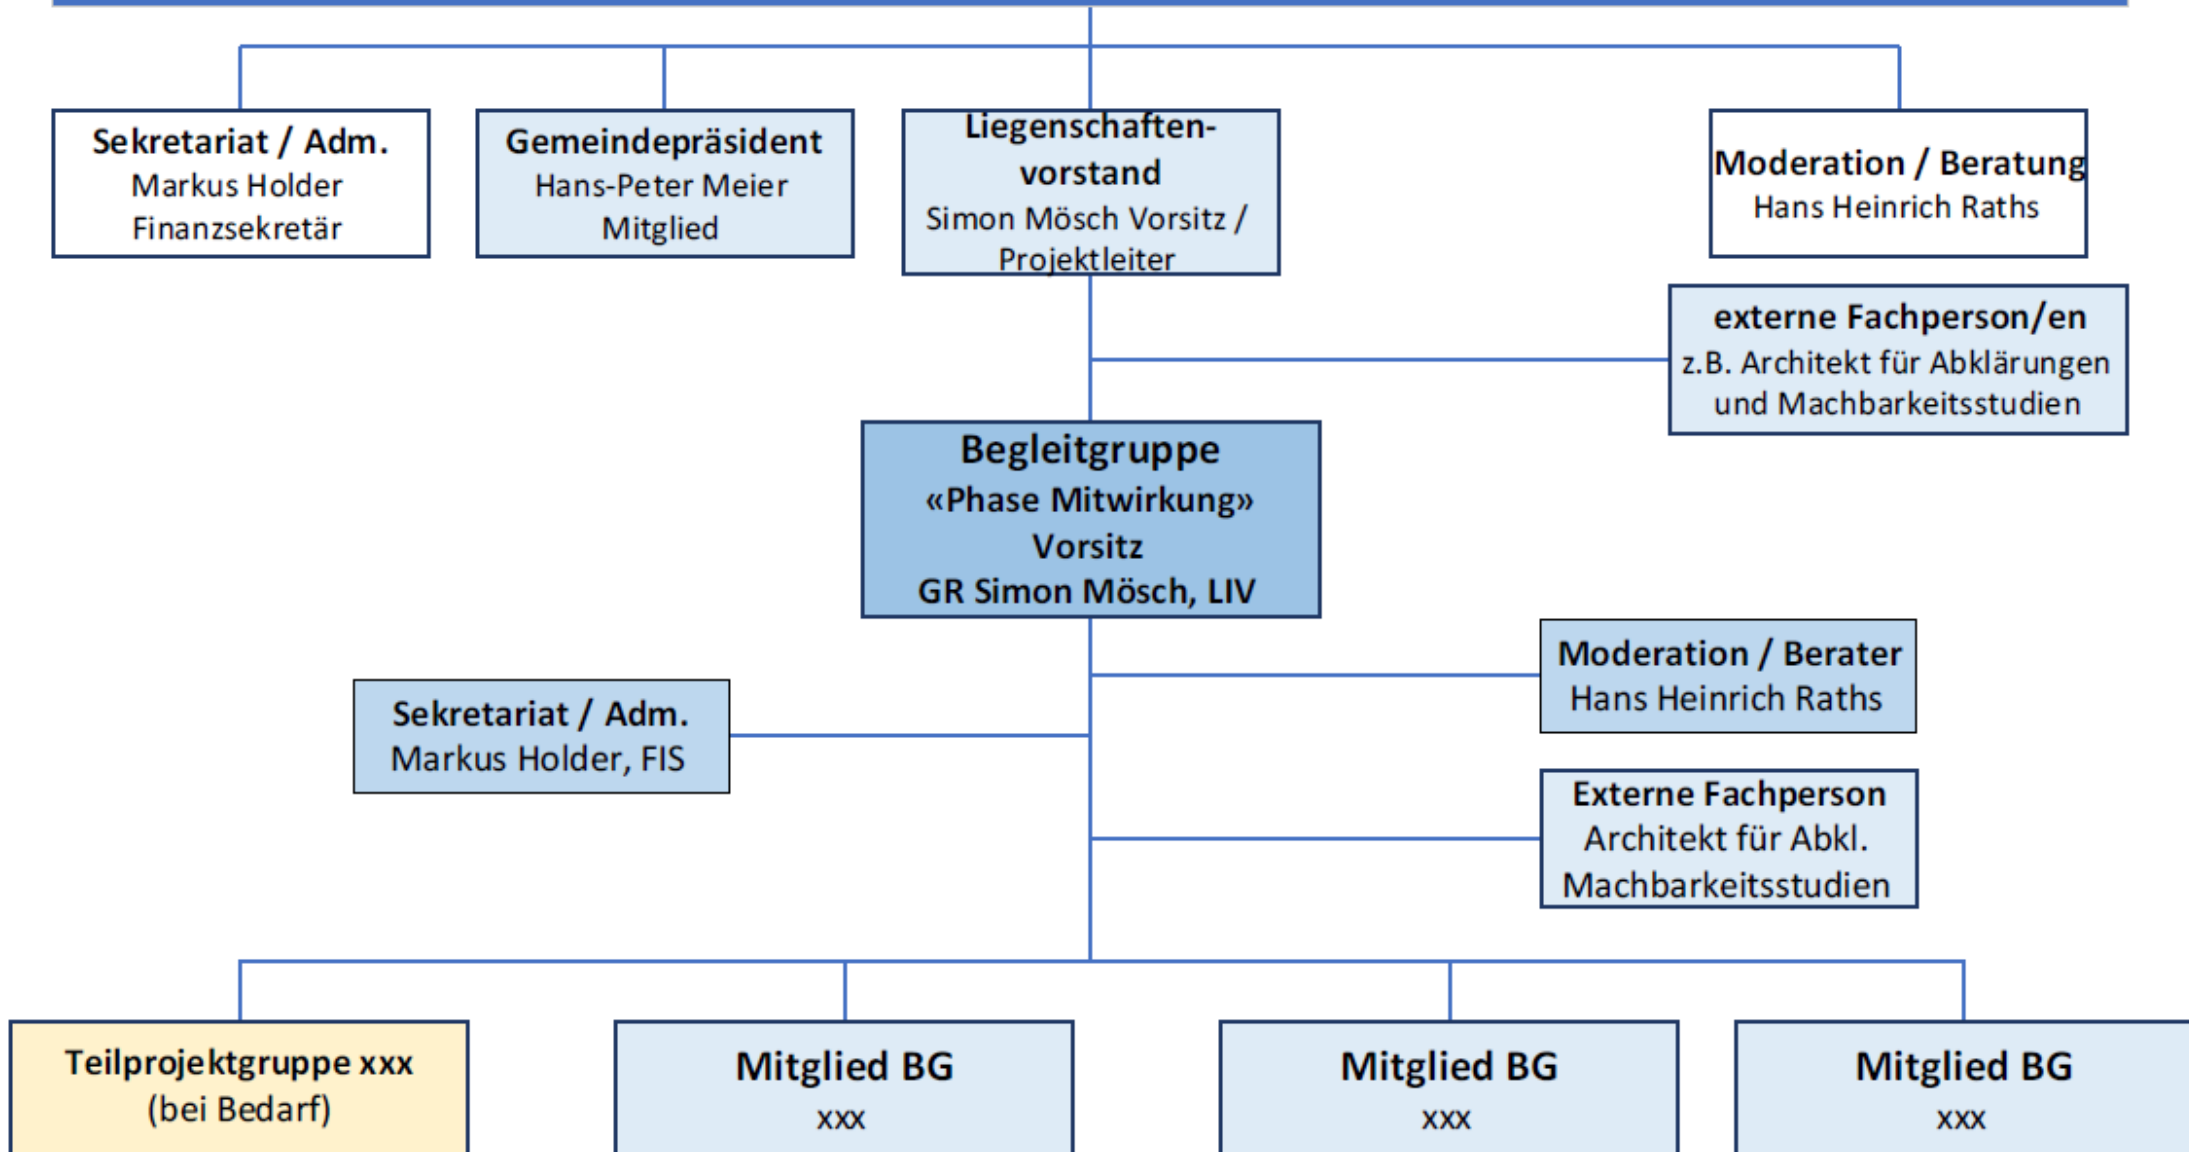 Sekretariat / Adm.
Markus Holder
Finanzsekretär
Gemeindepräsident
Hans-Peter Meier
Mitglied
Liegenschaften-
vorstand
Simon Mösch Vorsitz /
Projektleiter
Moderation / Beratung
Hans Heinrich Raths
externe Fachperson/en
z.B. Architekt für Abklärungen
und Machbarkeitsstudien
Begleitgruppe
«Phase Mitwirkung»
Vorsitz
GR Simon Mösch, LIV
Moderation / Berater
Hans Heinrich Raths
Sekretariat / Adm.
Markus Holder, FIS
Externe Fachperson
Architekt für Abkl.
Machbarkeitsstudien
Teilprojektgruppe xxx
(bei Bedarf)
Mitglied BG
xxx
Mitglied BG
xxx
Mitglied BG
xxx